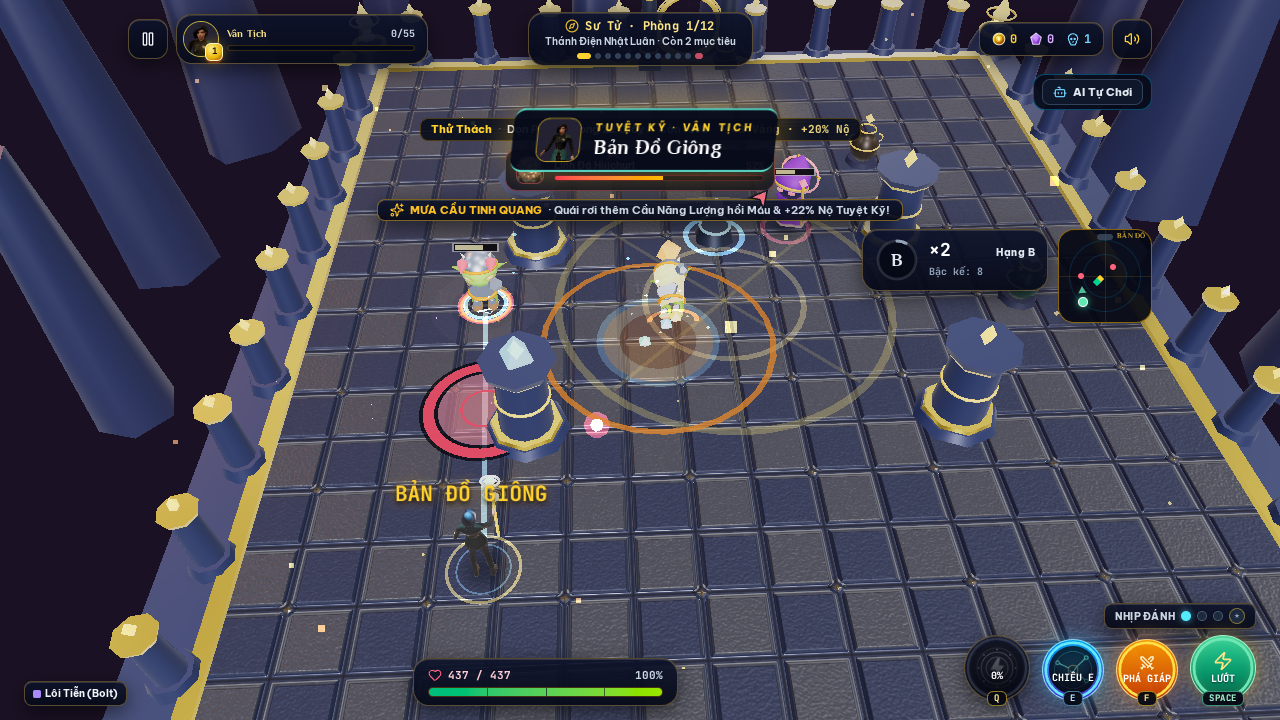 Vân Tịch
0/55
1
Sư Tử · Phòng 1/12
Thánh Điện Nhật Luân · Còn 2 mục tiêu
0
0
1
AI Tự Chơi
Thử Thách
· +20% Nộ
TUYỆT KỸ · VÂN TỊCH
Bản Đồ Giông
MƯA CẦU TINH QUANG · Quái rơi thêm Cầu Năng Lượng hồi Máu & +22% Nộ Tuyệt Kỹ!
B
×2
Hạng B
Bậc kế: 8
BẢN ĐỒ
BẢN ĐỒ GIÔNG
NHỊP ĐÁNH
437 / 437
100%
0%
Q
CHIÊU E
E
PHÁ GIÁP
F
LƯỚT
SPACE
Lôi Tiễn (Bolt)